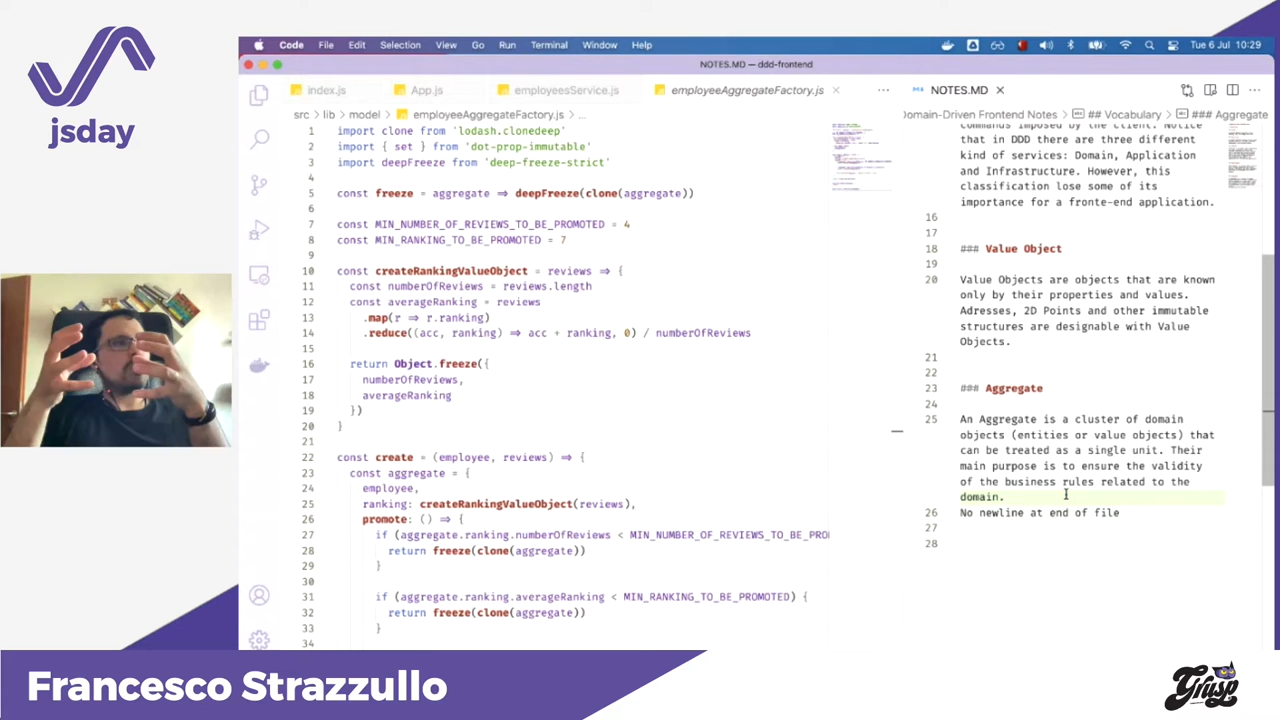 jsday
Code File Edit Selection View Go Run Terminal Window Help
Tue 6 Jul 10:29
NOTES.MD — ddd-frontend
index.js
App.js
employeesService.js
employeeAggregateFactory.js
src › lib › model › employeeAggregateFactory.js › ...
1 import clone from 'lodash.clonedeep'
2 import { set } from 'dot-prop-immutable'
3 import deepFreeze from 'deep-freeze-strict'
4
5 const freeze = aggregate ⇒ deepFreeze(clone(aggregate))
6
7 const MIN_NUMBER_OF_REVIEWS_TO_BE_PROMOTED = 4
8 const MIN_RANKING_TO_BE_PROMOTED = 7
9
10 const createRankingValueObject = reviews ⇒ {
11 const numberOfReviews = reviews.length
12 const averageRanking = reviews
13 .map(r ⇒ r.ranking)
14 .reduce((acc, ranking) ⇒ acc + ranking, 0) / numberOfReviews
15
16 return Object.freeze({
17 numberOfReviews,
18 averageRanking
19 })
20 }
21
22 const create = (employee, reviews) ⇒ {
23 const aggregate = {
24 employee,
25 ranking: createRankingValueObject(reviews),
26 promote: () ⇒ {
27 if (aggregate.ranking.numberOfReviews < MIN_NUMBER_OF_REVIEWS_TO_BE_PRO
28 return freeze(clone(aggregate))
29 }
30
31 if (aggregate.ranking.averageRanking < MIN_RANKING_TO_BE_PROMOTED) {
32 return freeze(clone(aggregate))
33 }
34
NOTES.MD
Domain-Driven Frontend Notes › ## Vocabulary › ### Aggregate
commands imposed by the client. Notice
that in DDD there are three different
kind of services: Domain, Application
and Infrastructure. However, this
classification lose some of its
importance for a fronte-end application.
16
17
18 ### Value Object
19
20 Value Objects are objects that are known
only by their properties and values.
Adresses, 2D Points and other immutable
structures are designable with Value
Objects.
21
22
23 ### Aggregate
24
25 An Aggregate is a cluster of domain
objects (entities or value objects) that
can be treated as a single unit. Their
main purpose is to ensure the validity
of the business rules related to the
domain.
26 No newline at end of file
27
28
Francesco Strazzullo
Grusp